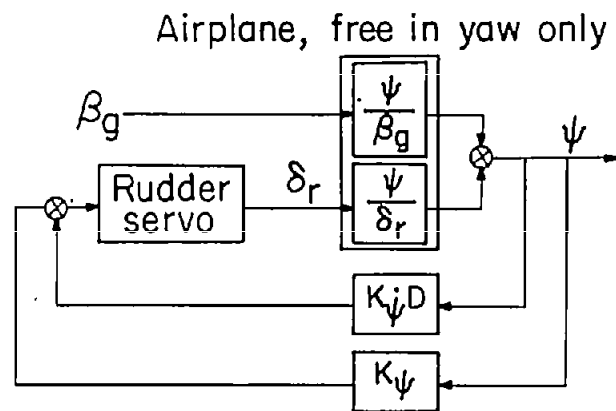 Airplane, free in yaw only
β_g
ψ
β_g
ψ
Rudder
servo
δ_r
ψ
δ_r
K_ψ̇ D
K_ψ